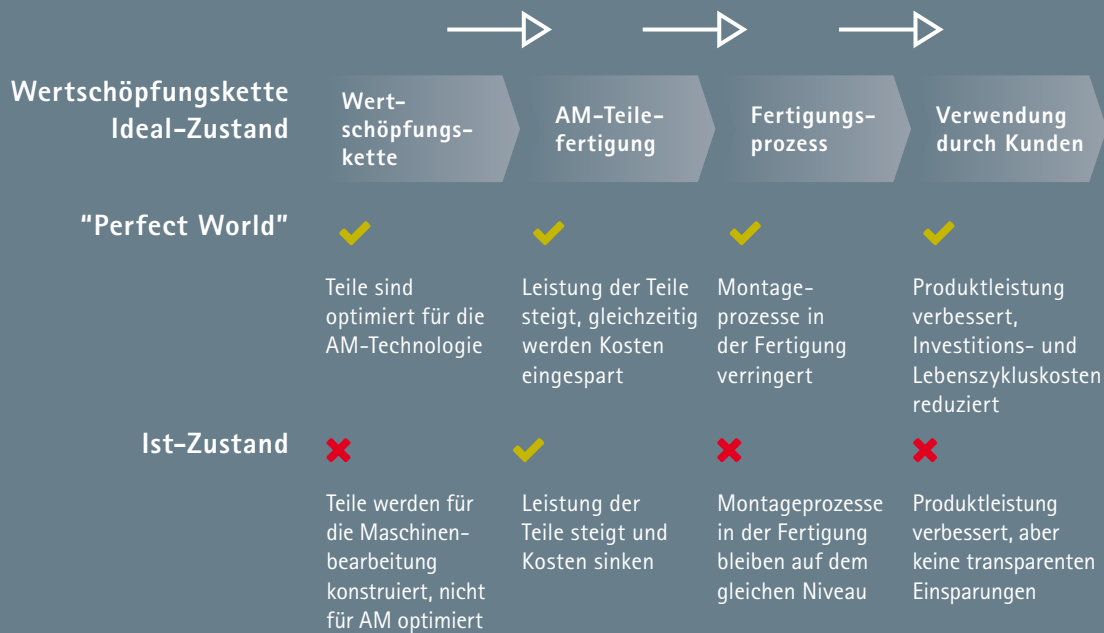 Wertschöpfungskette
Ideal-Zustand
Wert-
schöpfungs-
kette
AM-Teile-
fertigung
Fertigungs-
prozess
Verwendung
durch Kunden
“Perfect World”
Teile sind
optimiert für die
AM-Technologie
Leistung der Teile
steigt, gleichzeitig
werden Kosten
eingespart
Montage-
prozesse in
der Fertigung
verringert
Produktleistung
verbessert,
Investitions- und
Lebenszykluskosten
reduziert
Ist-Zustand
Teile werden für
die Maschinen-
bearbeitung
konstruiert, nicht
für AM optimiert
Leistung der
Teile steigt und
Kosten sinken
Montageprozesse
in der Fertigung
bleiben auf dem
gleichen Niveau
Produktleistung
verbessert, aber
keine transparenten
Einsparungen